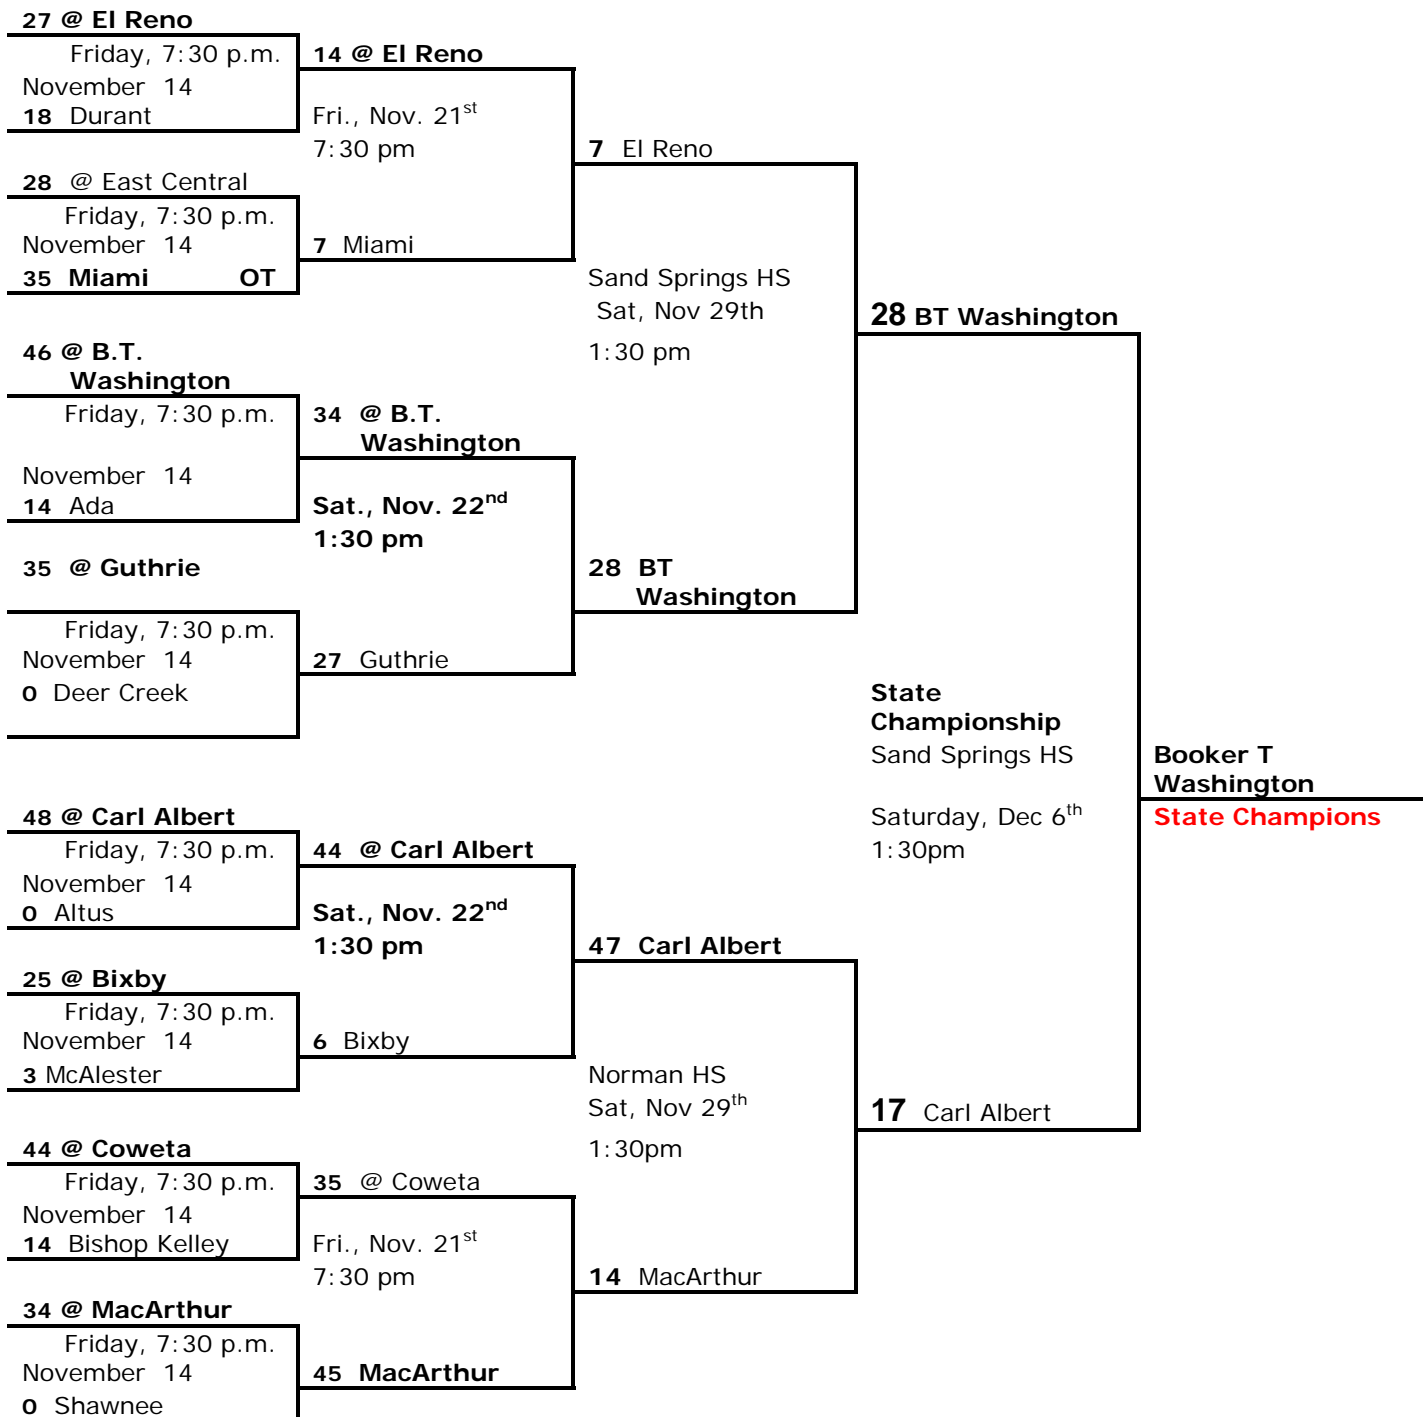 27 @ El Reno
Friday, 7:30 p.m.
November 14
18 Durant
28 @ East Central
Friday, 7:30 p.m.
November 14
35 Miami OT
46 @ B.T.
Washington
Friday, 7:30 p.m.
November 14
14 Ada
35 @ Guthrie
Friday, 7:30 p.m.
November 14
0 Deer Creek
48 @ Carl Albert
Friday, 7:30 p.m.
November 14
0 Altus
25 @ Bixby
Friday, 7:30 p.m.
November 14
3 McAlester
44 @ Coweta
Friday, 7:30 p.m.
November 14
14 Bishop Kelley
34 @ MacArthur
Friday, 7:30 p.m.
November 14
0 Shawnee
14 @ El Reno
Fri., Nov. 21st
7:30 pm
7 Miami
34 @ B.T.
Washington
Sat., Nov. 22nd
1:30 pm
27 Guthrie
44 @ Carl Albert
Sat., Nov. 22nd
1:30 pm
6 Bixby
35 @ Coweta
Fri., Nov. 21st
7:30 pm
45 MacArthur
7 El Reno
Sand Springs HS
Sat, Nov 29th
1:30 pm
28 BT
Washington
47 Carl Albert
Norman HS
Sat, Nov 29th
1:30pm
14 MacArthur
28 BT Washington
State
Championship
Sand Springs HS
Saturday, Dec 6th
1:30pm
17 Carl Albert
Booker T
Washington
State Champions